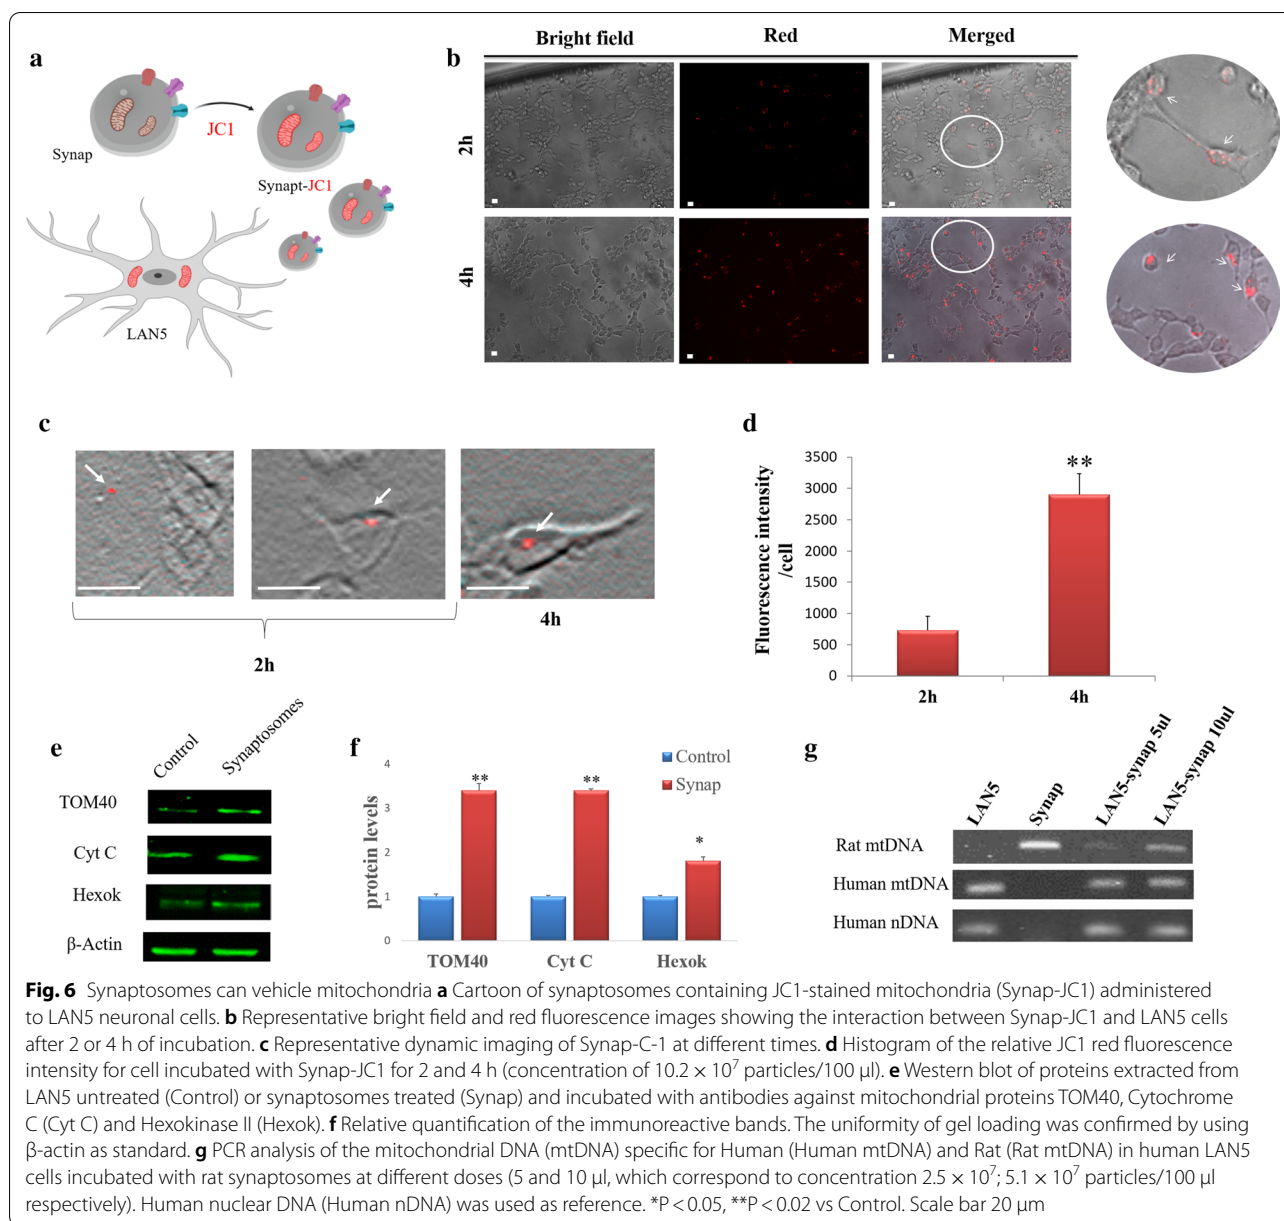 a
Synap
JC1
Synapt-JC1
LAN5
b
Bright field
Red
Merged
2h
4h
c
2h
4h
d
Fluorescence intensity
/cell
3500
3000
2500
2000
1500
1000
500
0
2h
4h
**
e
Control
Synaptosomes
TOM40
Cyt C
Hexok
β-Actin
f
Control
Synap
protein levels
4
3
2
1
0
**
**
*
TOM40
Cyt C
Hexok
g
LAN5
Synap
LAN5-synap 5ul
LAN5-synap 10ul
Rat mtDNA
Human mtDNA
Human nDNA
Fig. 6 Synaptosomes can vehicle mitochondria a Cartoon of synaptosomes containing JC1-stained mitochondria (Synap-JC1) administered
to LAN5 neuronal cells. b Representative bright field and red fluorescence images showing the interaction between Synap-JC1 and LAN5 cells
after 2 or 4 h of incubation. c Representative dynamic imaging of Synap-C-1 at different times. d Histogram of the relative JC1 red fluorescence
intensity for cell incubated with Synap-JC1 for 2 and 4 h (concentration of 10.2 × 10⁷ particles/100 µl). e Western blot of proteins extracted from
LAN5 untreated (Control) or synaptosomes treated (Synap) and incubated with antibodies against mitochondrial proteins TOM40, Cytochrome
C (Cyt C) and Hexokinase II (Hexok). f Relative quantification of the immunoreactive bands. The uniformity of gel loading was confirmed by using
β-actin as standard. g PCR analysis of the mitochondrial DNA (mtDNA) specific for Human (Human mtDNA) and Rat (Rat mtDNA) in human LAN5
cells incubated with rat synaptosomes at different doses (5 and 10 µl, which correspond to concentration 2.5 × 10⁷; 5.1 × 10⁷ particles/100 µl
respectively). Human nuclear DNA (Human nDNA) was used as reference. *P < 0.05, **P < 0.02 vs Control. Scale bar 20 µm